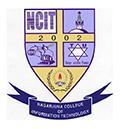 NCIT
2002
NAGARJUNA COLLEGE
OF
INFORMATION TECHNOLOGY